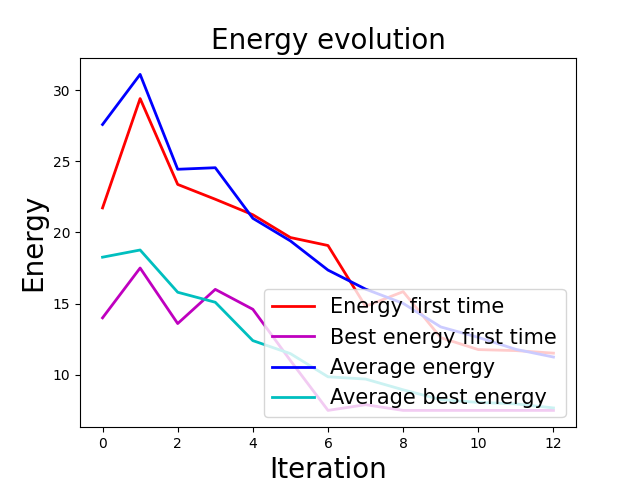 Energy evolution
Energy
30
25
20
15
10
Energy first time
Best energy first time
Average energy
Average best energy
0 2 4 6 8 10 12
Iteration